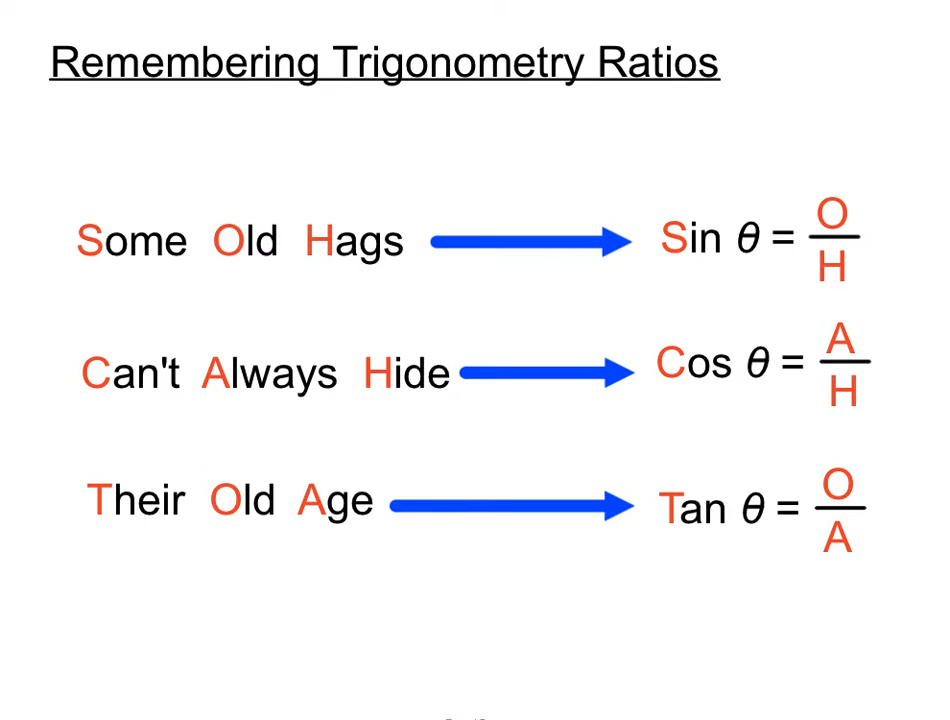 Remembering Trigonometry Ratios
Some Old Hags Sin θ = O/H
Can't Always Hide Cos θ = A/H
Their Old Age Tan θ = O/A